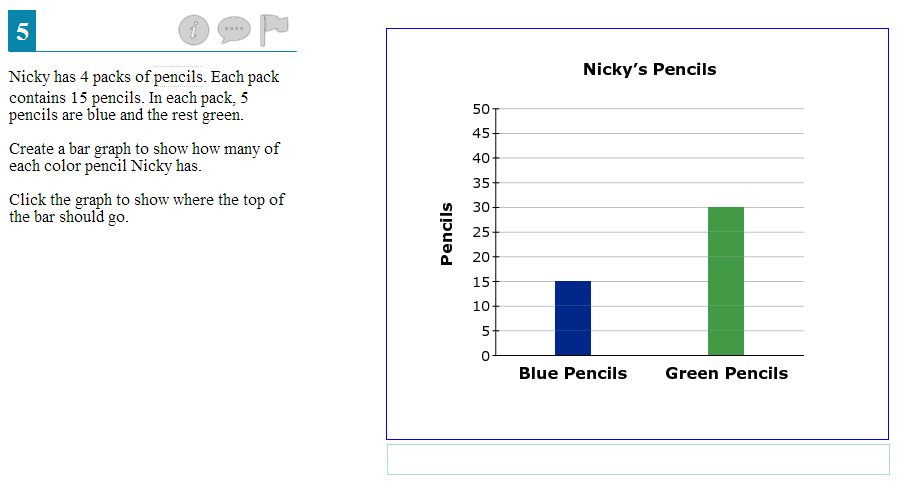 5
Nicky has 4 packs of pencils. Each pack
contains 15 pencils. In each pack, 5
pencils are blue and the rest green.
Create a bar graph to show how many of
each color pencil Nicky has.
Click the graph to show where the top of
the bar should go.
Nicky’s Pencils
Pencils
50
45
40
35
30
25
20
15
10
5
0
Blue Pencils Green Pencils